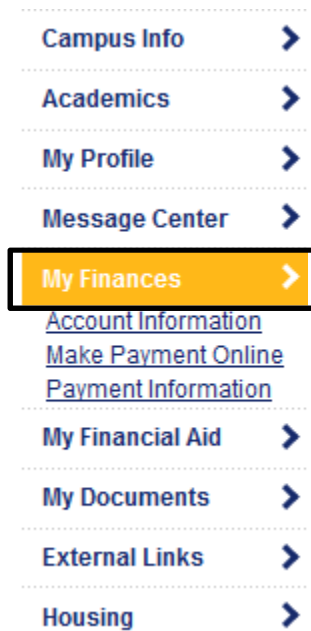 Campus Info
Academics
My Profile
Message Center
My Finances
Account Information
Make Payment Online
Payment Information
My Financial Aid
My Documents
External Links
Housing